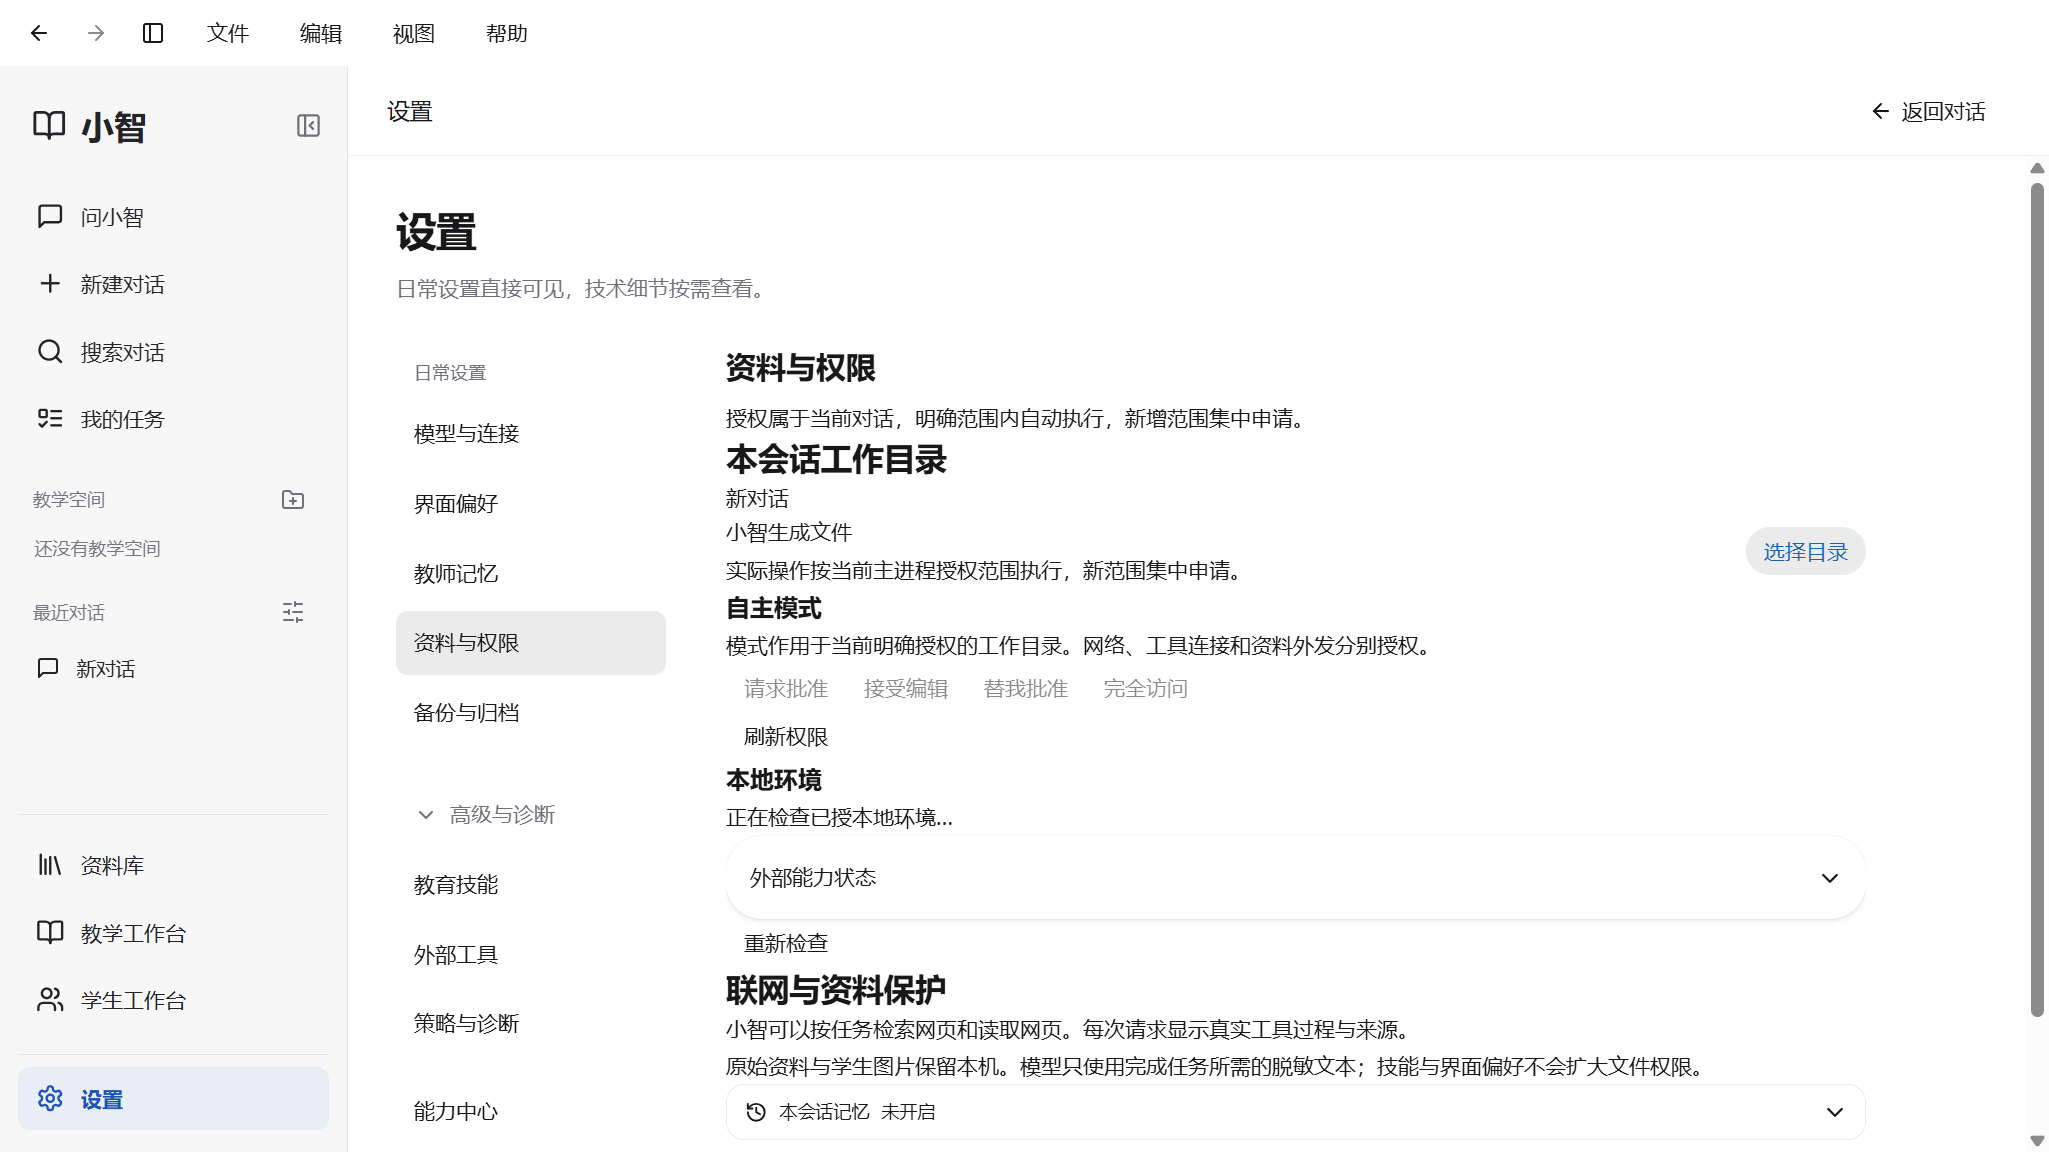 文件 编辑 视图 帮助
小智
问小智
新建对话
搜索对话
我的任务
教学空间
还没有教学空间
最近对话
新对话
资料库
教学工作台
学生工作台
设置
设置
返回对话
设置
日常设置直接可见，技术细节按需查看。
日常设置
模型与连接
界面偏好
教师记忆
资料与权限
备份与归档
高级与诊断
教育技能
外部工具
策略与诊断
能力中心
资料与权限
授权属于当前对话，明确范围内自动执行，新增范围集中申请。
本会话工作目录
新对话
小智生成文件
实际操作按当前主进程授权范围执行，新范围集中申请。
选择目录
自主模式
模式作用于当前明确授权的工作目录。网络、工具连接和资料外发分别授权。
请求批准 接受编辑 替我批准 完全访问
刷新权限
本地环境
正在检查已授本地环境...
外部能力状态
重新检查
联网与资料保护
小智可以按任务检索网页和读取网页。每次请求显示真实工具过程与来源。
原始资料与学生图片保留本机。模型只使用完成任务所需的脱敏文本；技能与界面偏好不会扩大文件权限。
本会话记忆 未开启